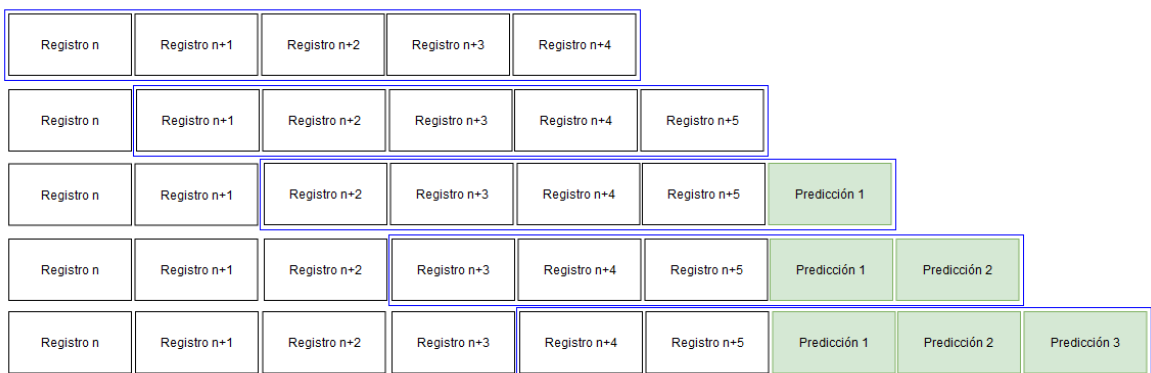 Registro n Registro n+1 Registro n+2 Registro n+3 Registro n+4
Registro n Registro n+1 Registro n+2 Registro n+3 Registro n+4 Registro n+5
Registro n Registro n+1 Registro n+2 Registro n+3 Registro n+4 Registro n+5 Predicción 1
Registro n Registro n+1 Registro n+2 Registro n+3 Registro n+4 Registro n+5 Predicción 1 Predicción 2
Registro n Registro n+1 Registro n+2 Registro n+3 Registro n+4 Registro n+5 Predicción 1 Predicción 2 Predicción 3